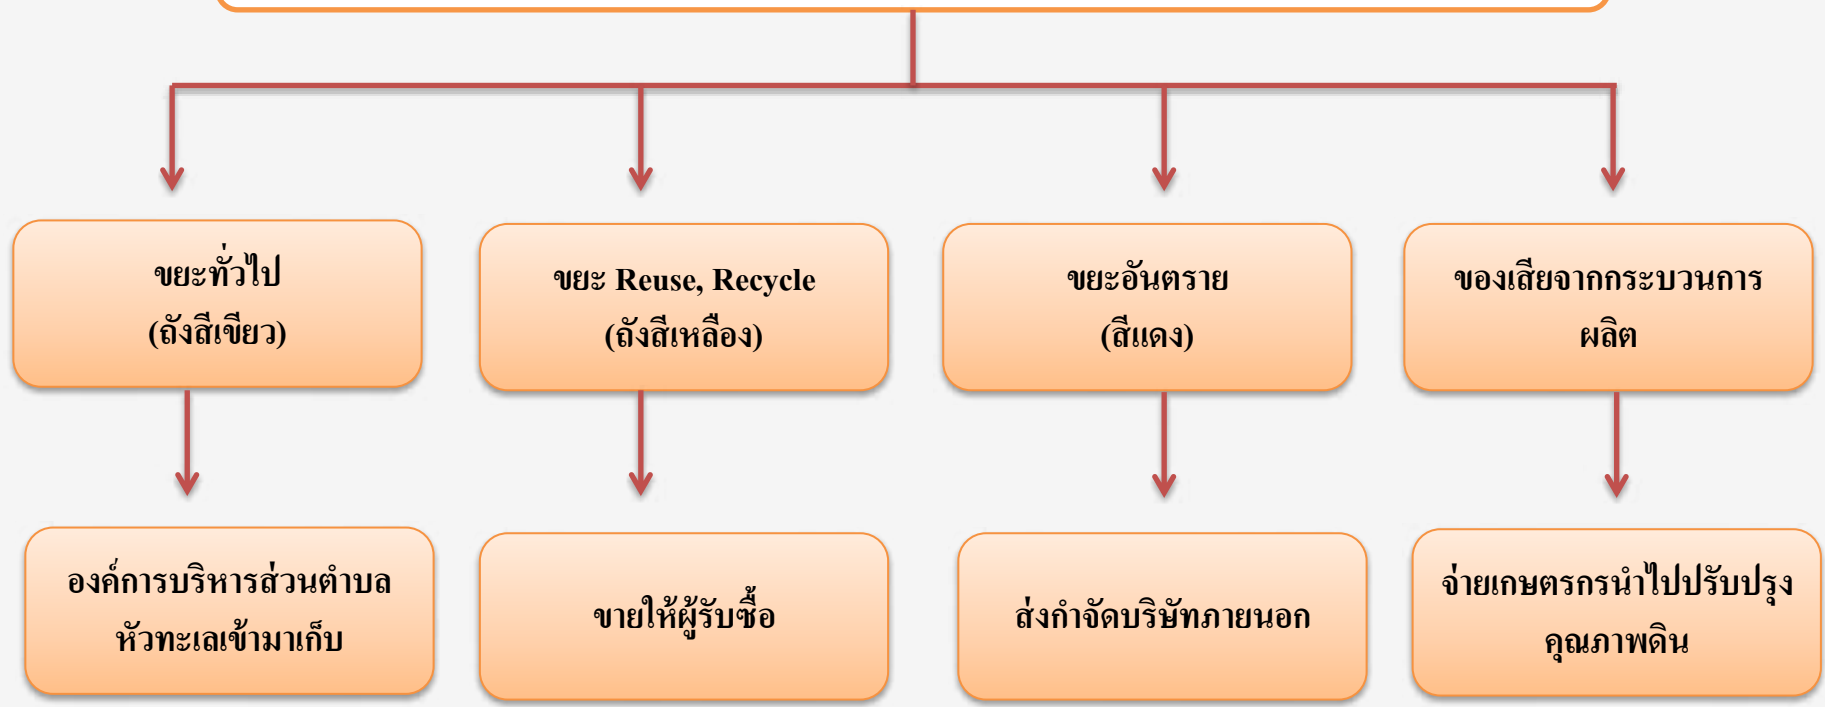 ขยะทั่วไป
(ถังสีเขียว)
ขยะ Reuse, Recycle
(ถังสีเหลือง)
ขยะอันตราย
(สีแดง)
ของเสียจากกระบวนการ
ผลิต
องค์การบริหารส่วนตำบล
หัวทะเลเข้ามาเก็บ
ขายให้ผู้รับซื้อ
ส่งกำจัดบริษัทภายนอก
จ่ายเกษตรกรนำไปปรับปรุง
คุณภาพดิน